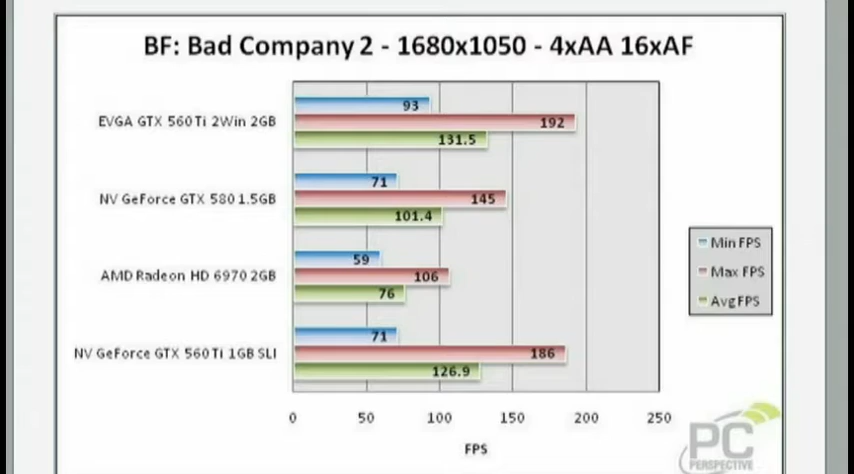 BF: Bad Company 2 - 1680x1050 - 4xAA 16xAF
EVGA GTX 560Ti 2Win 2GB
93
192
131.5
NV GeForce GTX 580 1.5GB
71
145
101.4
AMD Radeon HD 6970 2GB
59
106
76
NV GeForce GTX 560Ti 1GB SLI
71
186
126.9
Min FPS
Max FPS
Avg FPS
0 50 100 150 200 250
FPS
PC
PERSPECTIVE